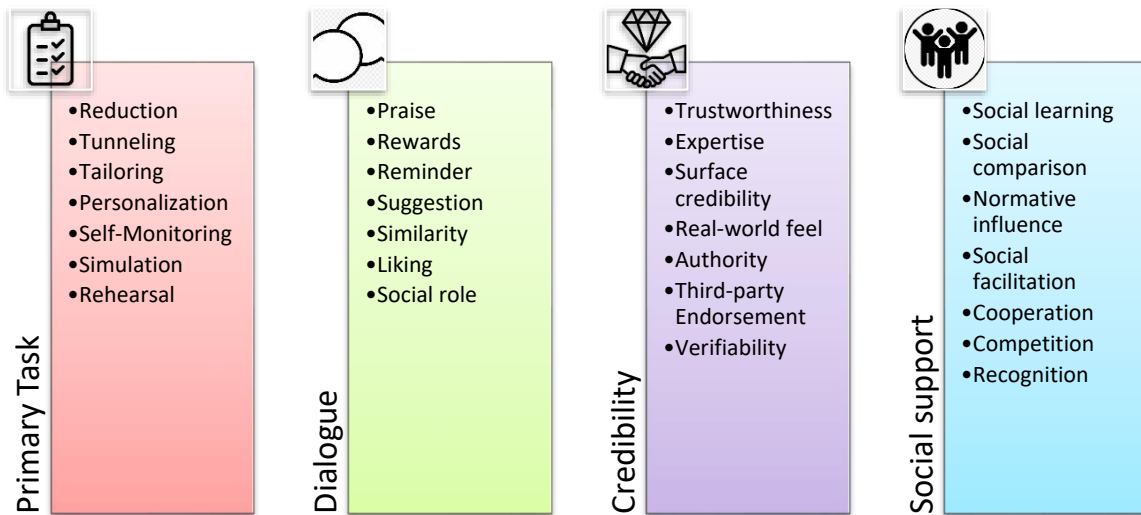 Primary Task
•Reduction
•Tunneling
•Tailoring
•Personalization
•Self-Monitoring
•Simulation
•Rehearsal
Dialogue
•Praise
•Rewards
•Reminder
•Suggestion
•Similarity
•Liking
•Social role
Credibility
•Trustworthiness
•Expertise
•Surface
credibility
•Real-world feel
•Authority
•Third-party
Endorsement
•Verifiability
Social support
•Social learning
•Social
comparison
•Normative
influence
•Social
facilitation
•Cooperation
•Competition
•Recognition